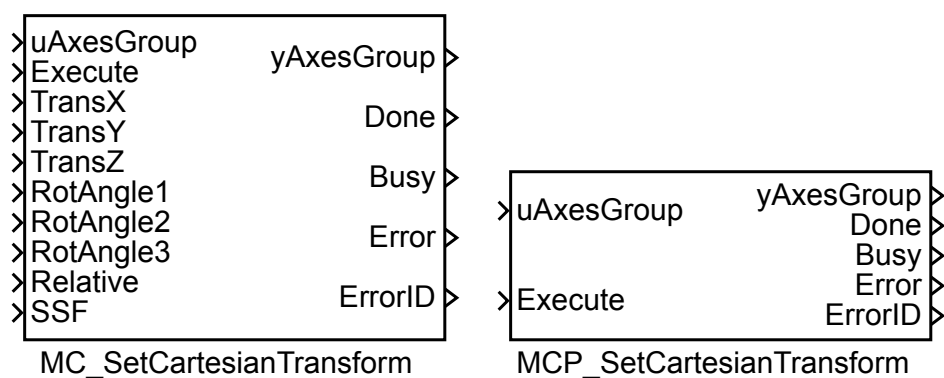 uAxesGroup
Execute
TransX
TransY
TransZ
RotAngle1
RotAngle2
RotAngle3
Relative
SSF
yAxesGroup
Done
Busy
Error
ErrorID
MC_SetCartesianTransform
uAxesGroup
Execute
yAxesGroup
Done
Busy
Error
ErrorID
MCP_SetCartesianTransform